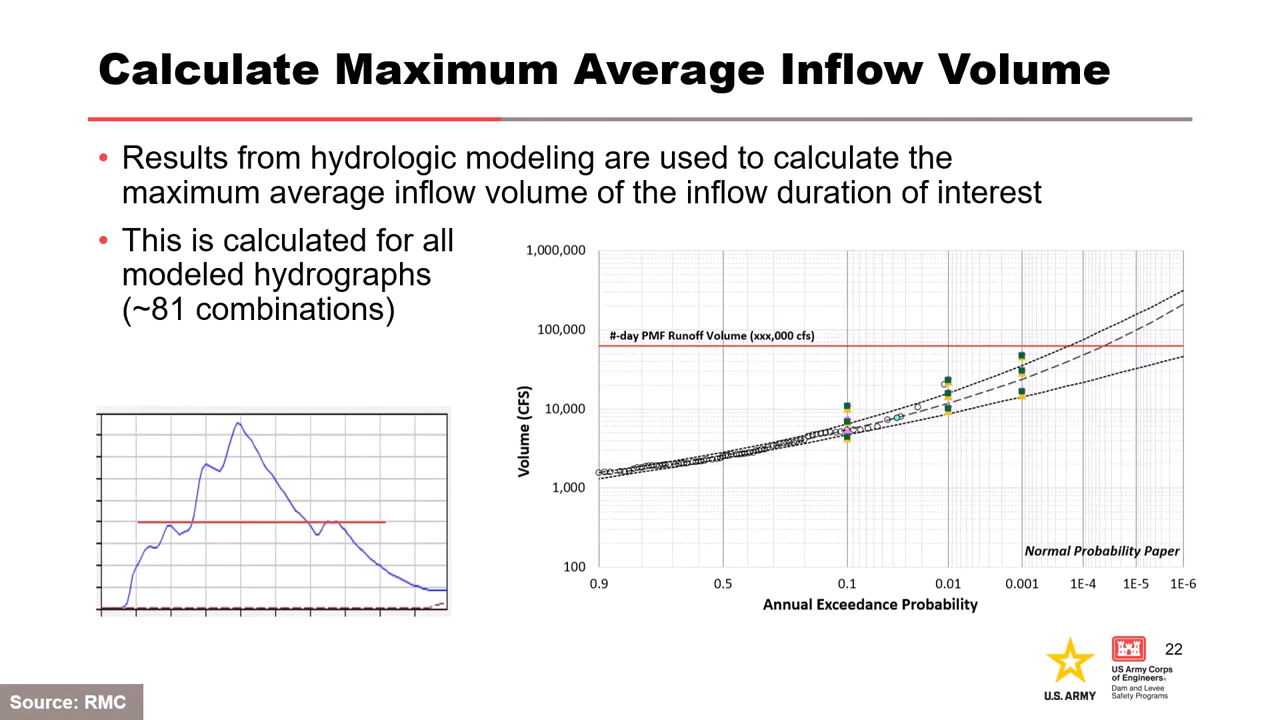 Calculate Maximum Average Inflow Volume
• Results from hydrologic modeling are used to calculate the
maximum average inflow volume of the inflow duration of interest
• This is calculated for all
modeled hydrographs
(~81 combinations)
1,000,000
100,000
10,000
1,000
100
Volume (CFS)
#-day PMF Runoff Volume (xxx,000 cfs)
Normal Probability Paper
0.9 0.5 0.1 0.01 0.001 1E-4 1E-5 1E-6
Annual Exceedance Probability
U.S. ARMY
US Army Corps
of Engineers®
Dam and Levee
Safety Programs
22
Source: RMC